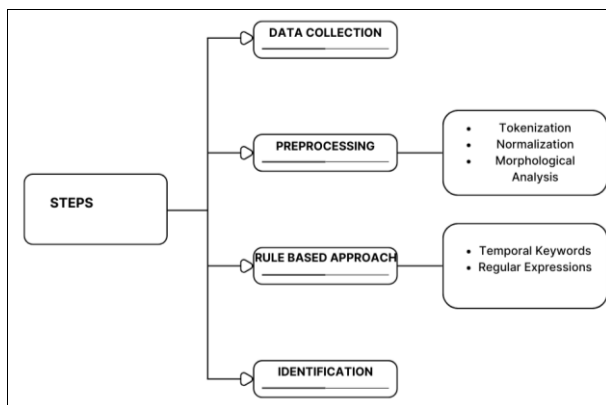 STEPS
DATA COLLECTION
PREPROCESSING
• Tokenization
• Normalization
• Morphological
Analysis
RULE BASED APPROACH
• Temporal Keywords
• Regular Expressions
IDENTIFICATION